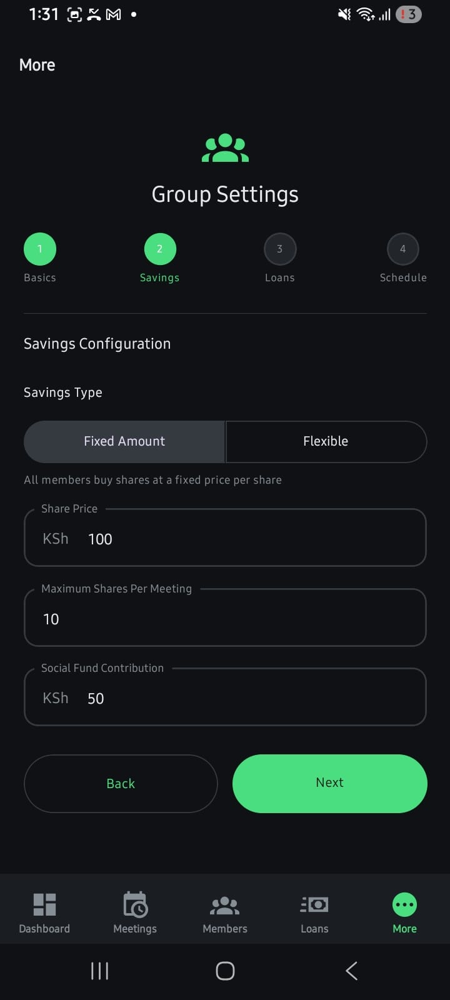 1:31
3
More
Group Settings
1 2 3 4
Basics Savings Loans Schedule
Savings Configuration
Savings Type
Fixed Amount Flexible
All members buy shares at a fixed price per share
Share Price
KSh 100
Maximum Shares Per Meeting
10
Social Fund Contribution
KSh 50
Back Next
Dashboard Meetings Members Loans More